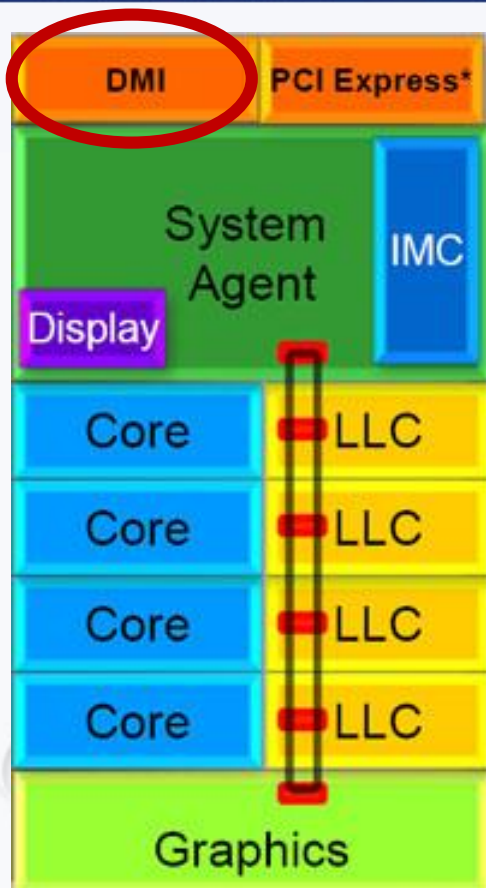 DMI PCI Express*
System
Agent
IMC
Display
Core LLC
Core LLC
Core LLC
Core LLC
Graphics